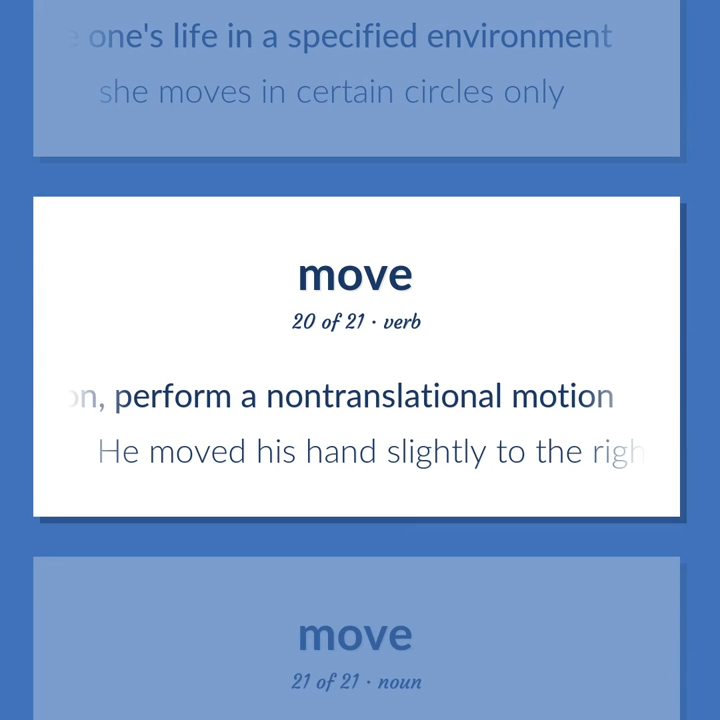 one's life in a specified environment
she moves in certain circles only
move
20 of 21 · verb
perform a nontranslational motion
He moved his hand slightly to the
move
21 of 21 · noun